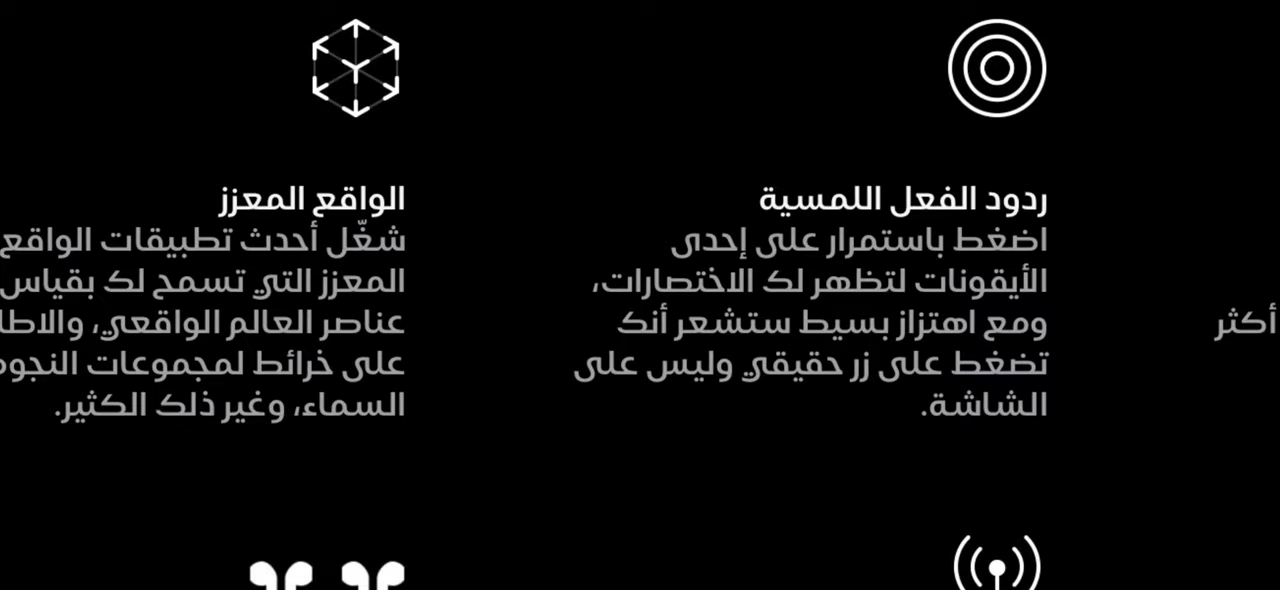 ردود الفعل اللمسية
اضغط باستمرار على إحدى
الأيقونات لتظهر لك الاختصارات،
ومع اهتزاز بسيط ستشعر أنك
تضغط على زر حقيقي وليس على
الشاشة.
الواقع المعزز
شغّل أحدث تطبيقات الواقع
المعزز التي تسمح لك بقياس
عناصر العالم الواقعي،
على خرائط لمجموعات
السماء، وغير ذلك الكثير.
أكثر